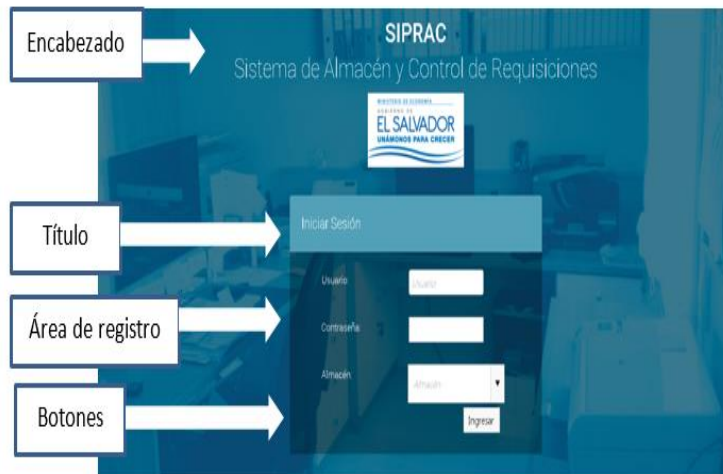 Encabezado
SIPRAC
Sistema de Almacén y Control de Requisiciones
MINISTERIO DE ECONOMÍA
GOBIERNO DE
EL SALVADOR
UNÁMONOS PARA CRECER
Título
Iniciar Sesión
Área de registro
Usuario:
Usuario
Contraseña:
Almacén:
Almacén
Botones
Ingresar